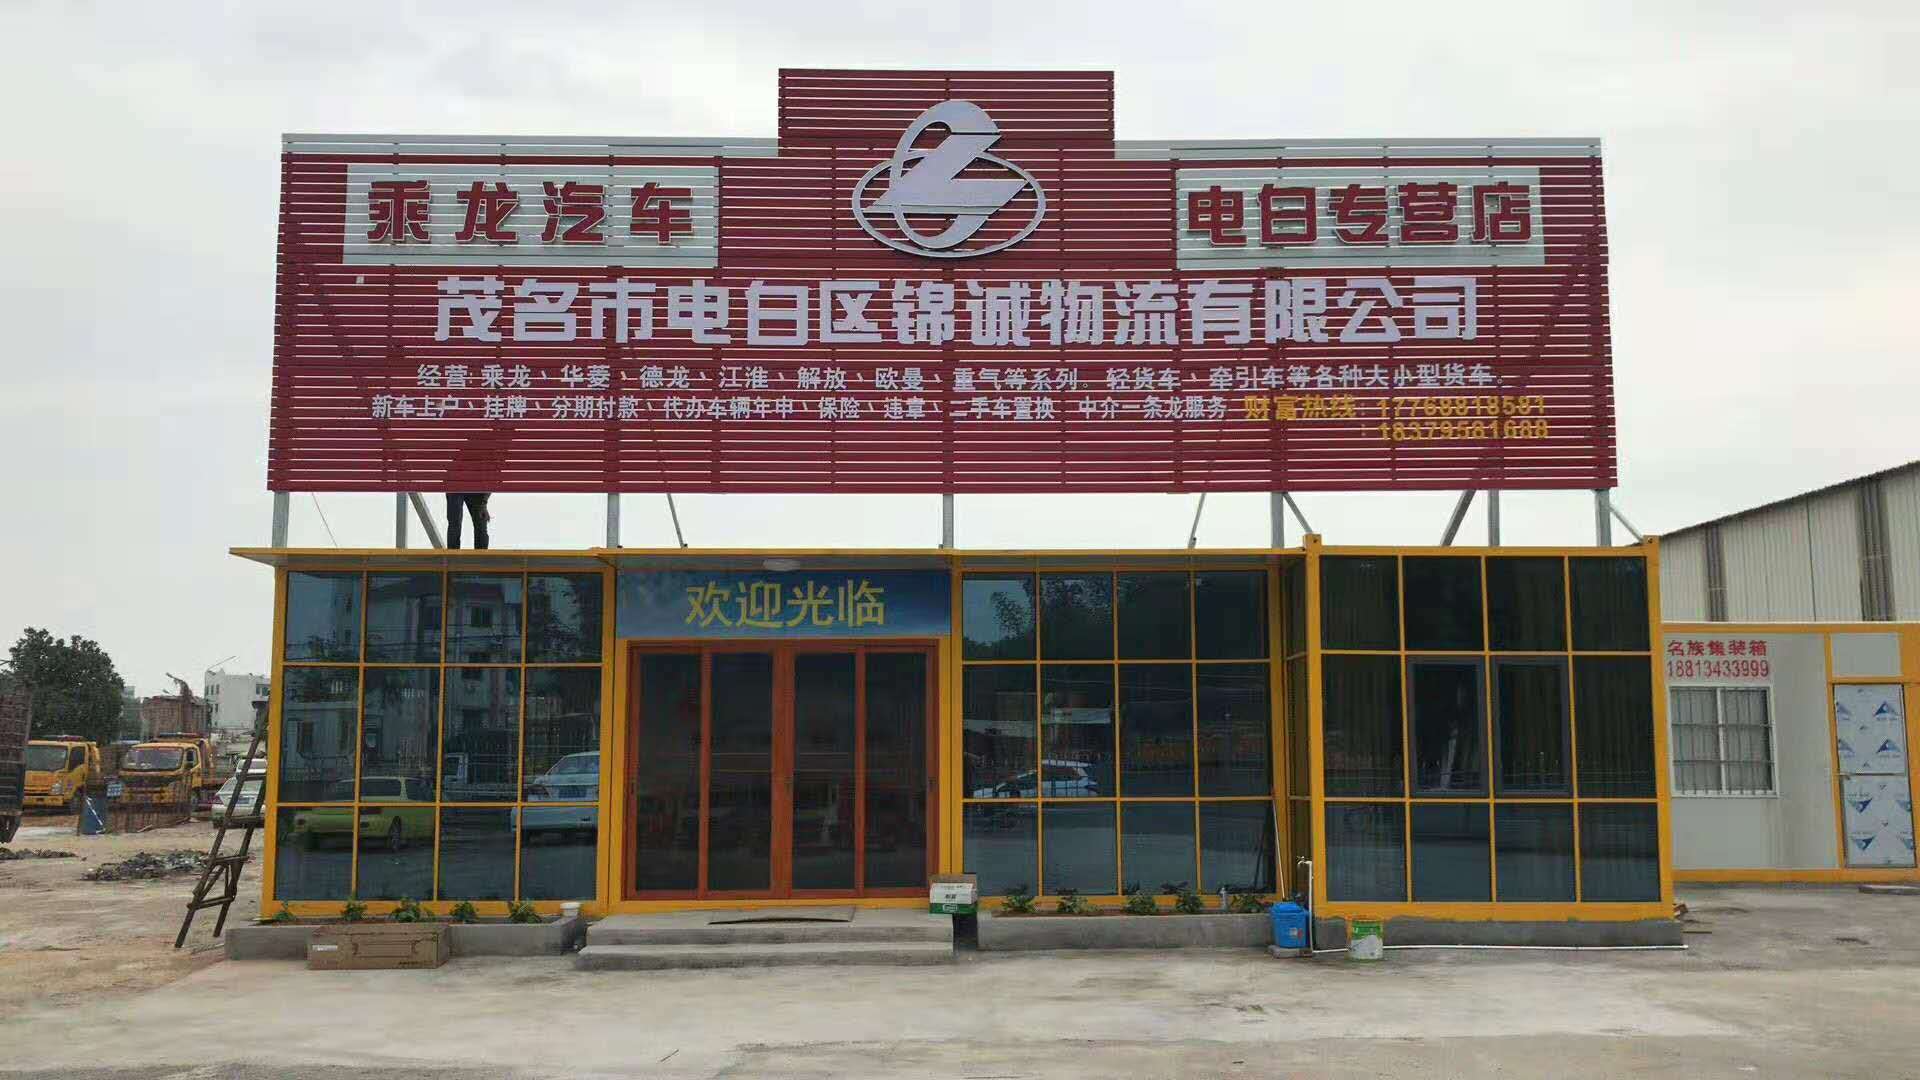 乘龙汽车
电白专营店
茂名市电白区锦诚物流有限公司
经营:乘龙、华菱、德龙、江淮、解放、欧曼、重气等系列。轻货车、牵引车等各种大小型货车。
新车上户、挂牌、分期付款、代办车辆年申、保险、违章、二手车置换 中介一条龙服务 财富热线:17768818581
:18379581688
欢迎光临
名族集装箱
18813433999